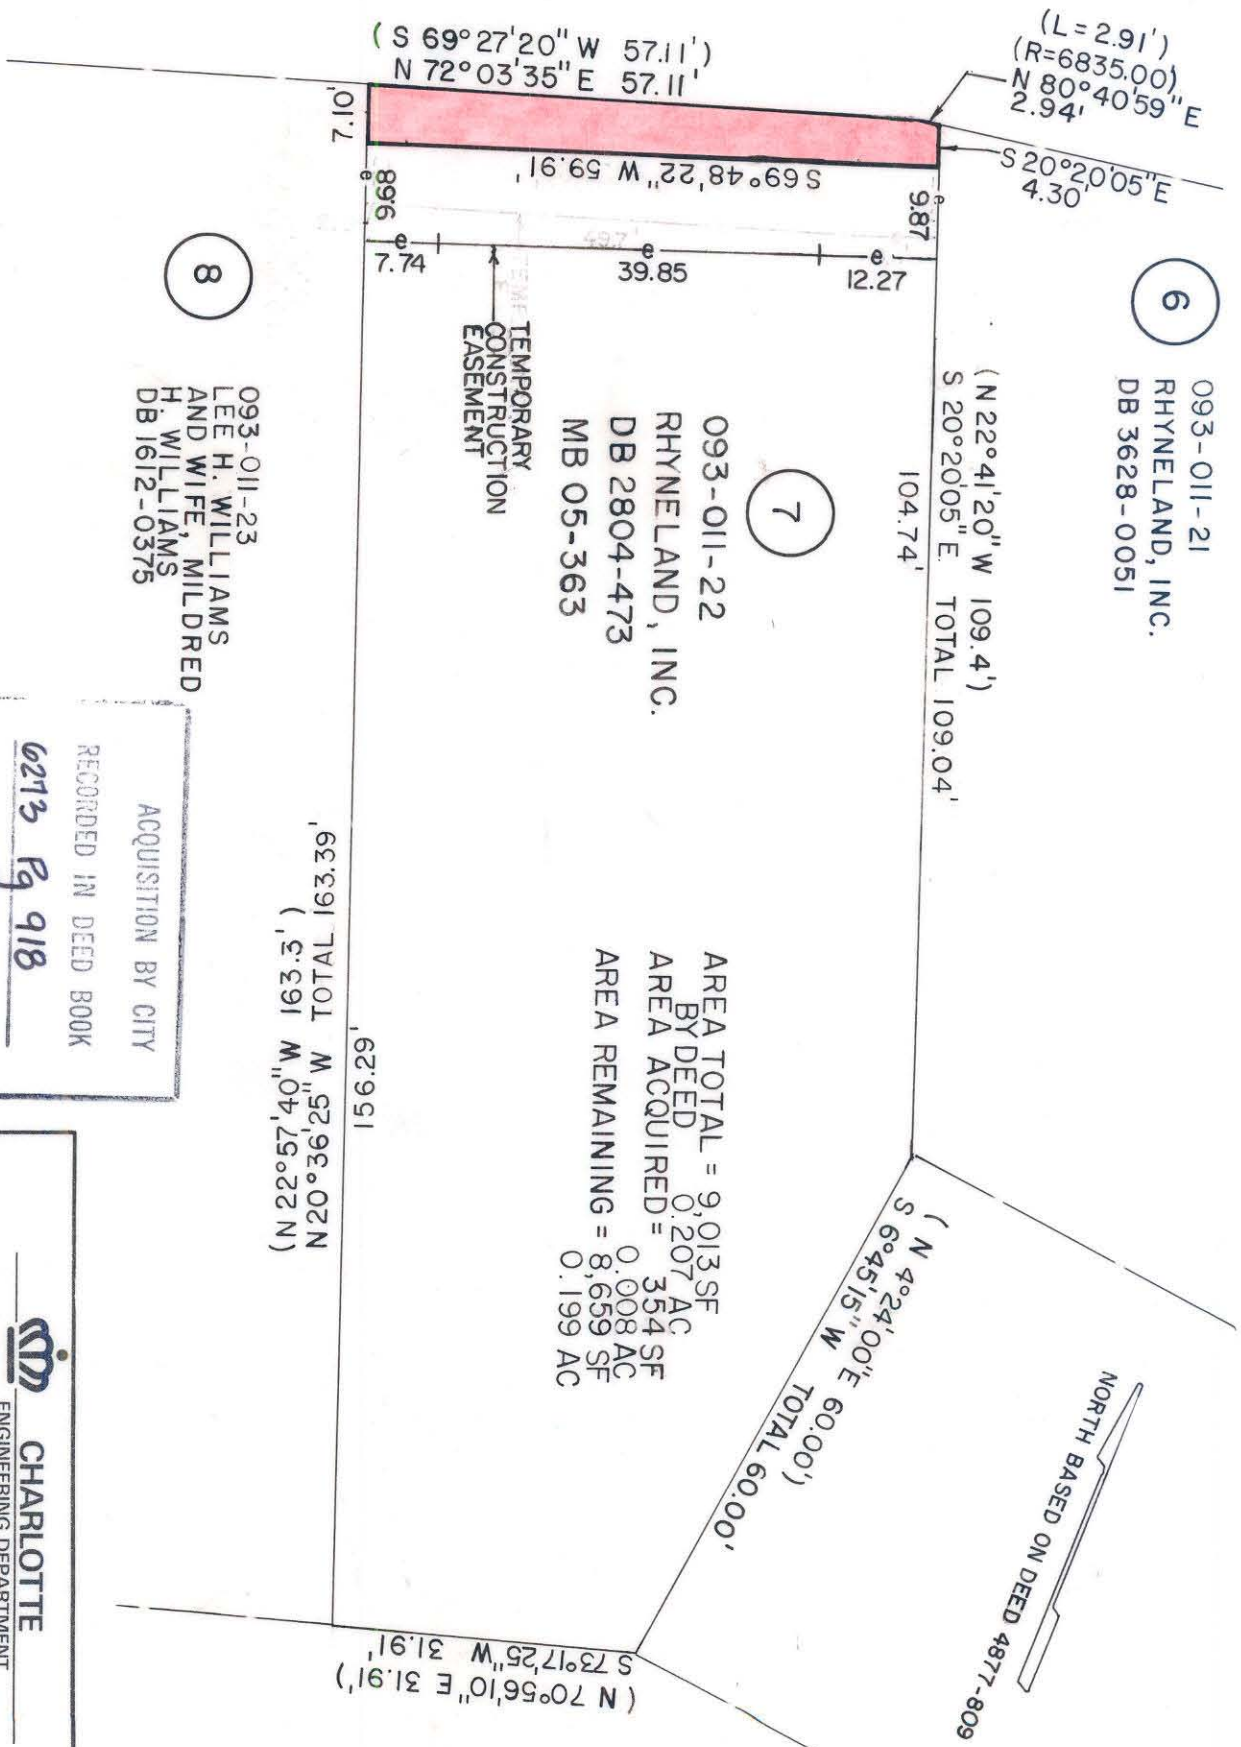 (S 69°27'20" W 57.11')
N 72°03'35" E 57.11'
(L=2.91')
(R=6835.00)
N 80°40'59" E
2.94'
S 20°20'05" E
4.30'
7.10'
S 69°48'22" W 59.91'
9.68
9.87
e
e
e
e
e
7.74
39.85
12.27
TEMPORARY
CONSTRUCTION
EASEMENT
6
093-011-21
RHYNELAND, INC.
DB 3628-0051
(N 22°41'20" W 109.4')
S 20°20'05" E TOTAL 109.04'
104.74'
7
093-011-22
RHYNELAND, INC.
DB 2804-473
MB 05-363
8
093-011-23
LEE H. WILLIAMS
AND WIFE, MILDRED
H. WILLIAMS
DB 1612-0375
AREA TOTAL = 9,013 SF
BY DEED 0.207 AC
AREA ACQUIRED = 354 SF
0.008 AC
AREA REMAINING = 8,659 SF
0.199 AC
156.29'
N 20°36'25" W TOTAL 163.39'
(N 22°57'40" W 163.3')
(N 4°24'00" E 60.00')
S 6°45'15" W TOTAL 60.00'
S 73°17'25" W 31.91'
(N 70°56'10" E 31.91')
NORTH BASED ON DEED 4877-809
ACQUISITION BY CITY
RECORDED IN DEED BOOK
6273 Pg 918
CHARLOTTE
ENGINEERING DEPARTMENT